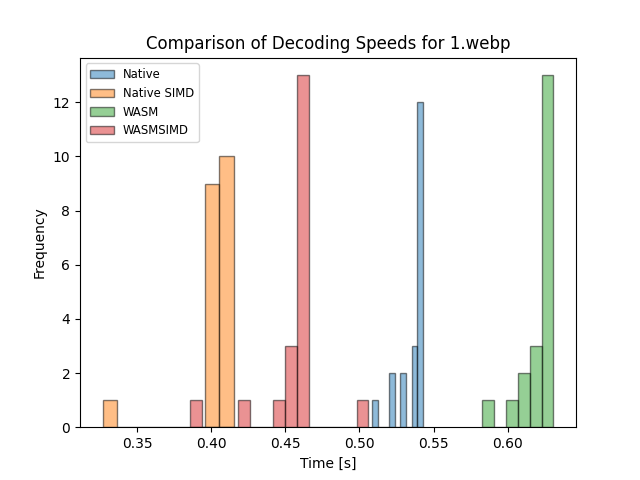 Comparison of Decoding Speeds for 1.webp
Native
Native SIMD
WASM
WASMSIMD
Frequency
12
10
8
6
4
2
0
0.35 0.40 0.45 0.50 0.55 0.60
Time [s]